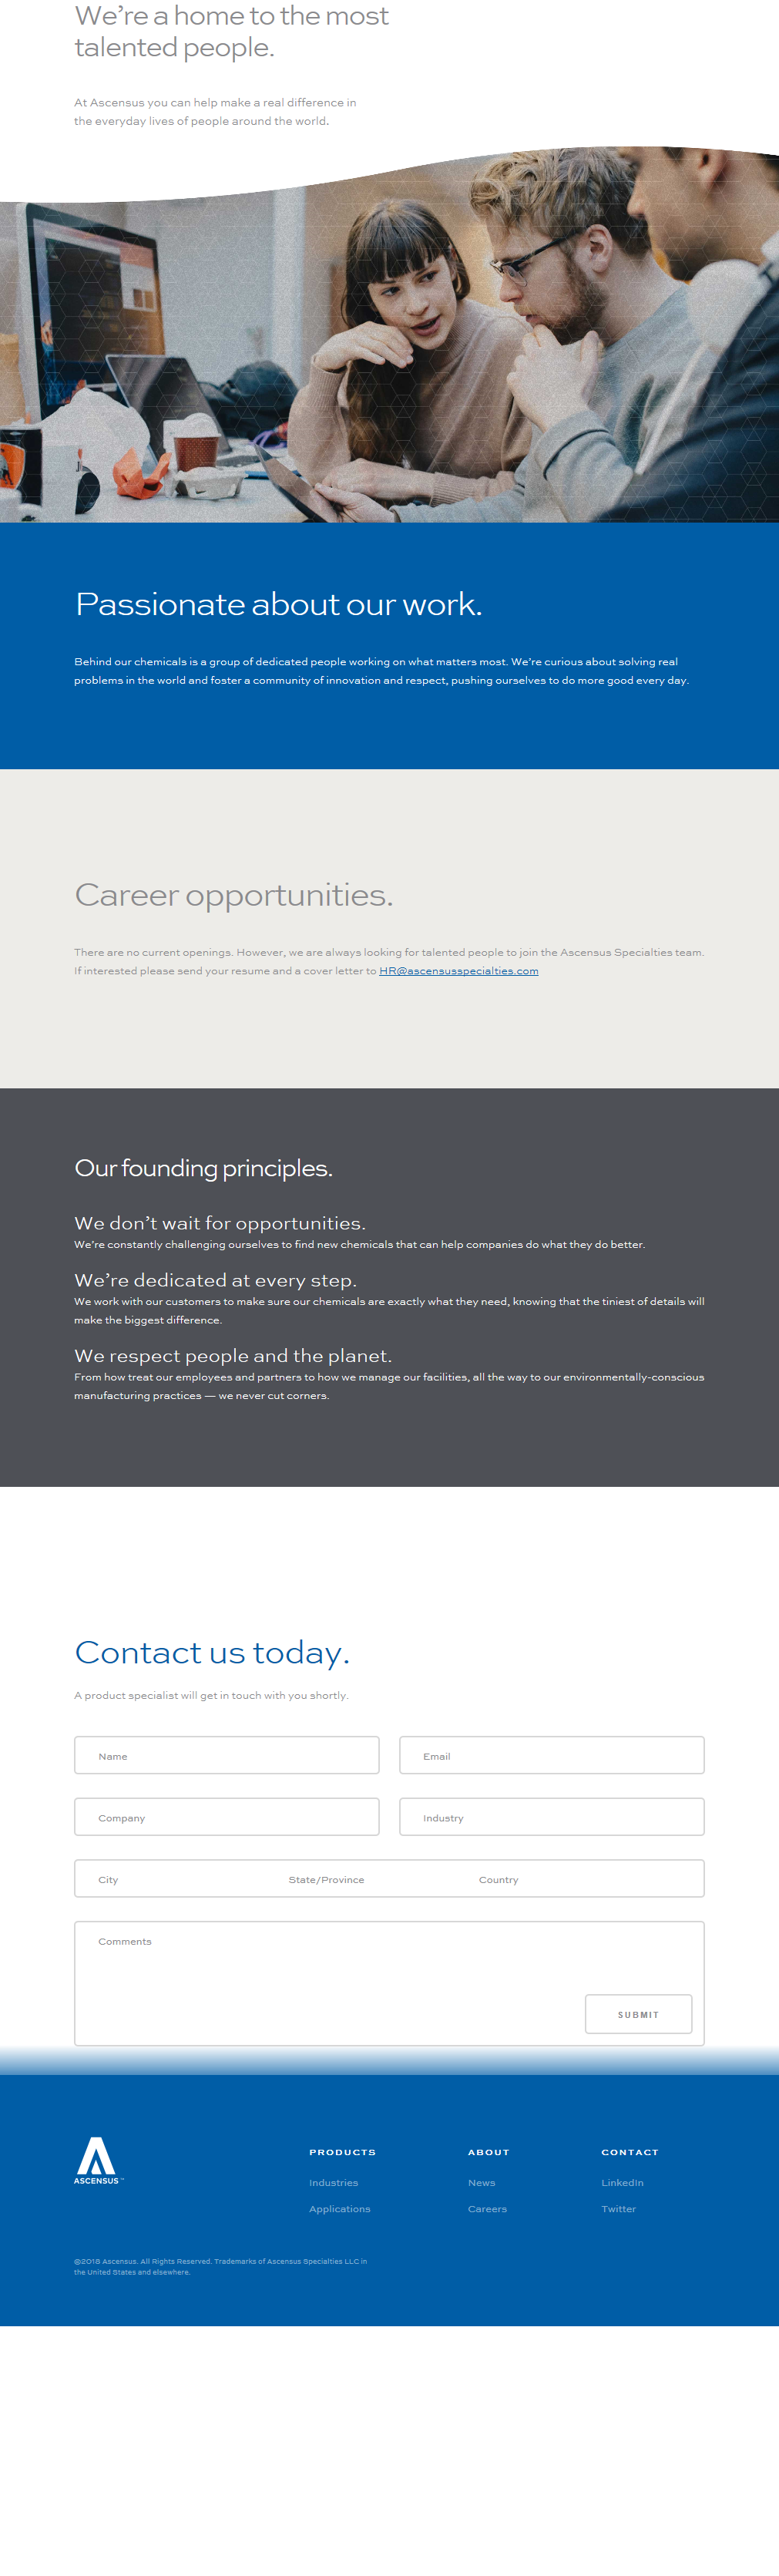 We're a home to the most
talented people.
At Ascensus you can help make a real difference in
the everyday lives of people around the world.
Passionate about our work.
Behind our chemicals is a group of dedicated people working on what matters most. We're curious about solving real
problems in the world and foster a community of innovation and respect, pushing ourselves to do more good every day.
Career opportunities.
There are no current openings. However, we are always looking for talented people to join the Ascensus Specialties team.
If interested please send your resume and a cover letter to HR@ascensusspecialties.com
Our founding principles.
We don't wait for opportunities.
We're constantly challenging ourselves to find new chemicals that can help companies do what they do better.
We're dedicated at every step.
We work with our customers to make sure our chemicals are exactly what they need, knowing that the tiniest of details will
make the biggest difference.
We respect people and the planet.
From how treat our employees and partners to how we manage our facilities, all the way to our environmentally-conscious
manufacturing practices — we never cut corners.
Contact us today.
A product specialist will get in touch with you shortly.
Name Email
Company Industry
City State/Province Country
Comments
SUBMIT
PRODUCTS ABOUT CONTACT
ASCENSUS™
Industries News LinkedIn
Applications Careers Twitter
©2018 Ascensus. All Rights Reserved. Trademarks of Ascensus Specialties LLC in
the United States and elsewhere.